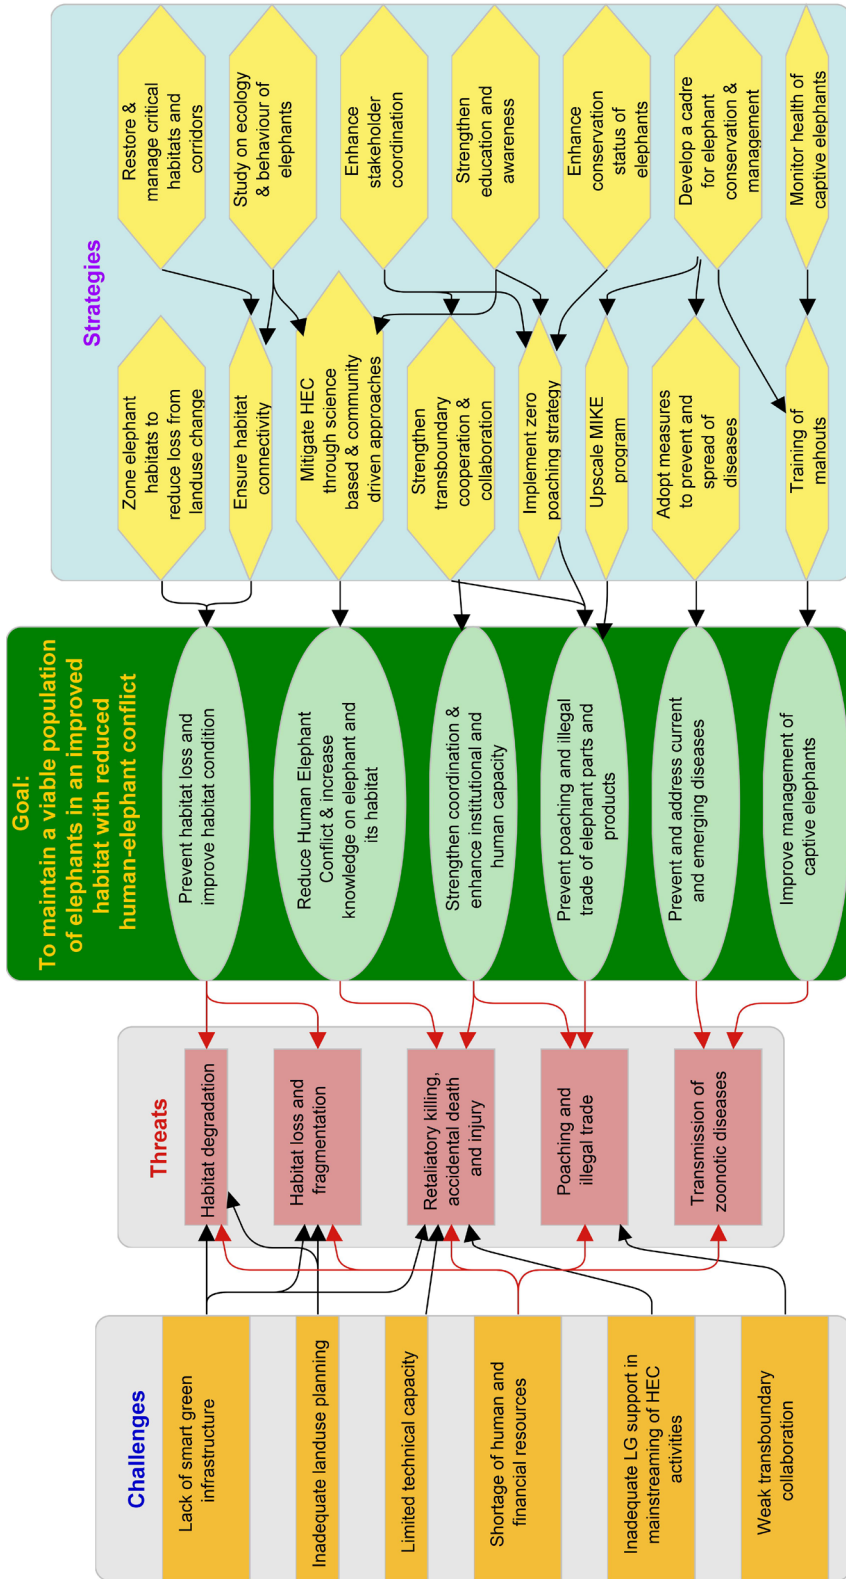 Challenges
Lack of smart green
infrastructure
Inadequate landuse planning
Limited technical capacity
Shortage of human and
financial resources
Inadequate LG support in
mainstreaming of HEC
activities
Weak transboundary
collaboration
Threats
Habitat degradation
Habitat loss and
fragmentation
Retaliatory killing,
accidental death
and injury
Poaching and
illegal trade
Transmission of
zoonotic diseases
Goal:
To maintain a viable population
of elephants in an improved
habitat with reduced
human-elephant conflict
Prevent habitat loss and
improve habitat condition
Reduce Human Elephant
Conflict & increase
knowledge on elephant and
its habitat
Strengthen coordination &
enhance institutional and
human capacity
Prevent poaching and illegal
trade of elephant parts and
products
Prevent and address current
and emerging diseases
Improve management of
captive elephants
Strategies
Zone elephant
habitats to
reduce loss from
landuse change
Ensure habitat
connectivity
Mitigate HEC
through science
based & community
driven approaches
Strengthen
transboundary
cooperation &
collaboration
Implement zero
poaching strategy
Upscale MIKE
program
Adopt measures
to prevent and
spread of
diseases
Training of
mahouts
Restore &
manage critical
habitats and
corridors
Study on ecology
& behaviour of
elephants
Enhance
stakeholder
coordination
Strengthen
education and
awareness
Enhance
conservation
status of
elephants
Develop a cadre
for elephant
conservation &
management
Monitor health of
captive elephants